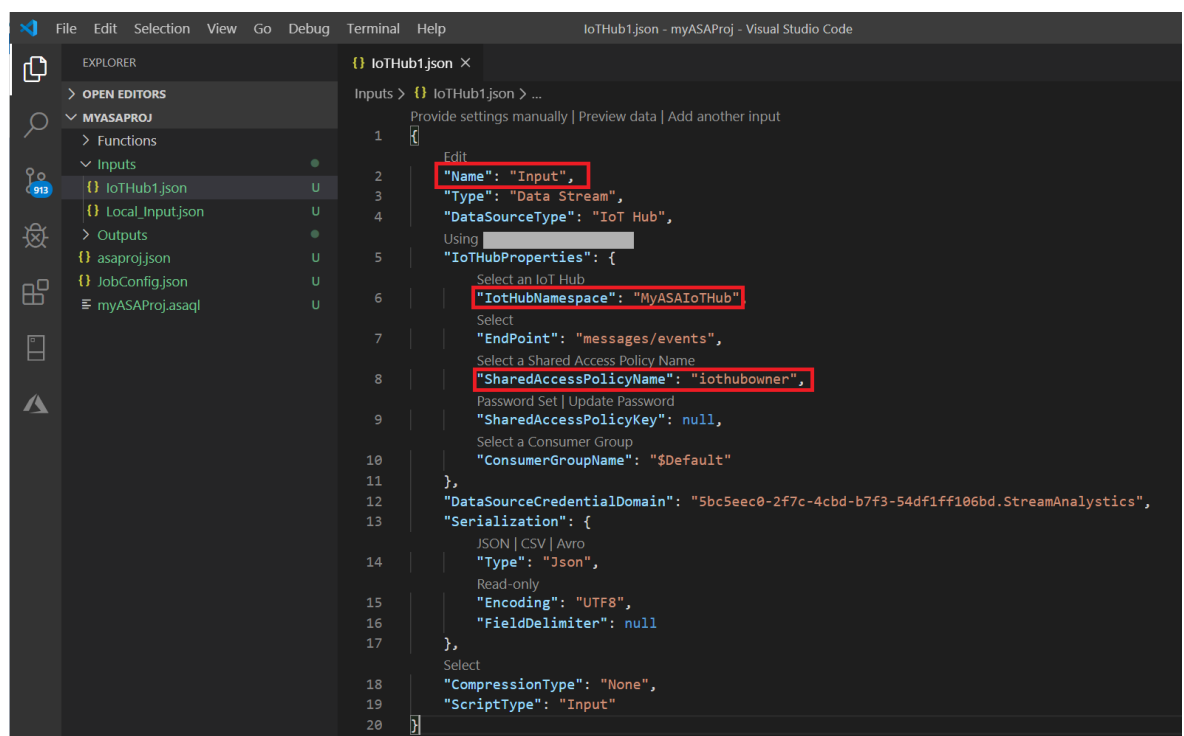 File Edit Selection View Go Debug Terminal Help IoTHub1.json - myASAProj - Visual Studio Code
EXPLORER
OPEN EDITORS
MYASAPROJ
Functions
Inputs
{} IoTHub1.json U
{} Local_Input.json U
Outputs
{} asaproj.json U
{} JobConfig.json U
myASAProj.asaql U
913
{} IoTHub1.json ×
Inputs > {} IoTHub1.json > ...
Provide settings manually | Preview data | Add another input
1 {
Edit
2 "Name": "Input",
3 "Type": "Data Stream",
4 "DataSourceType": "IoT Hub",
Using
5 "IoTHubProperties": {
Select an IoT Hub
6 "IotHubNamespace": "MyASAIoTHub",
Select
7 "EndPoint": "messages/events",
Select a Shared Access Policy Name
8 "SharedAccessPolicyName": "iothubowner",
Password Set | Update Password
9 "SharedAccessPolicyKey": null,
Select a Consumer Group
10 "ConsumerGroupName": "$Default"
11 },
12 "DataSourceCredentialDomain": "5bc5eec0-2f7c-4cbd-b7f3-54df1ff106bd.StreamAnalystics",
13 "Serialization": {
JSON | CSV | Avro
14 "Type": "Json",
Read-only
15 "Encoding": "UTF8",
16 "FieldDelimiter": null
17 },
Select
18 "CompressionType": "None",
19 "ScriptType": "Input"
20 }